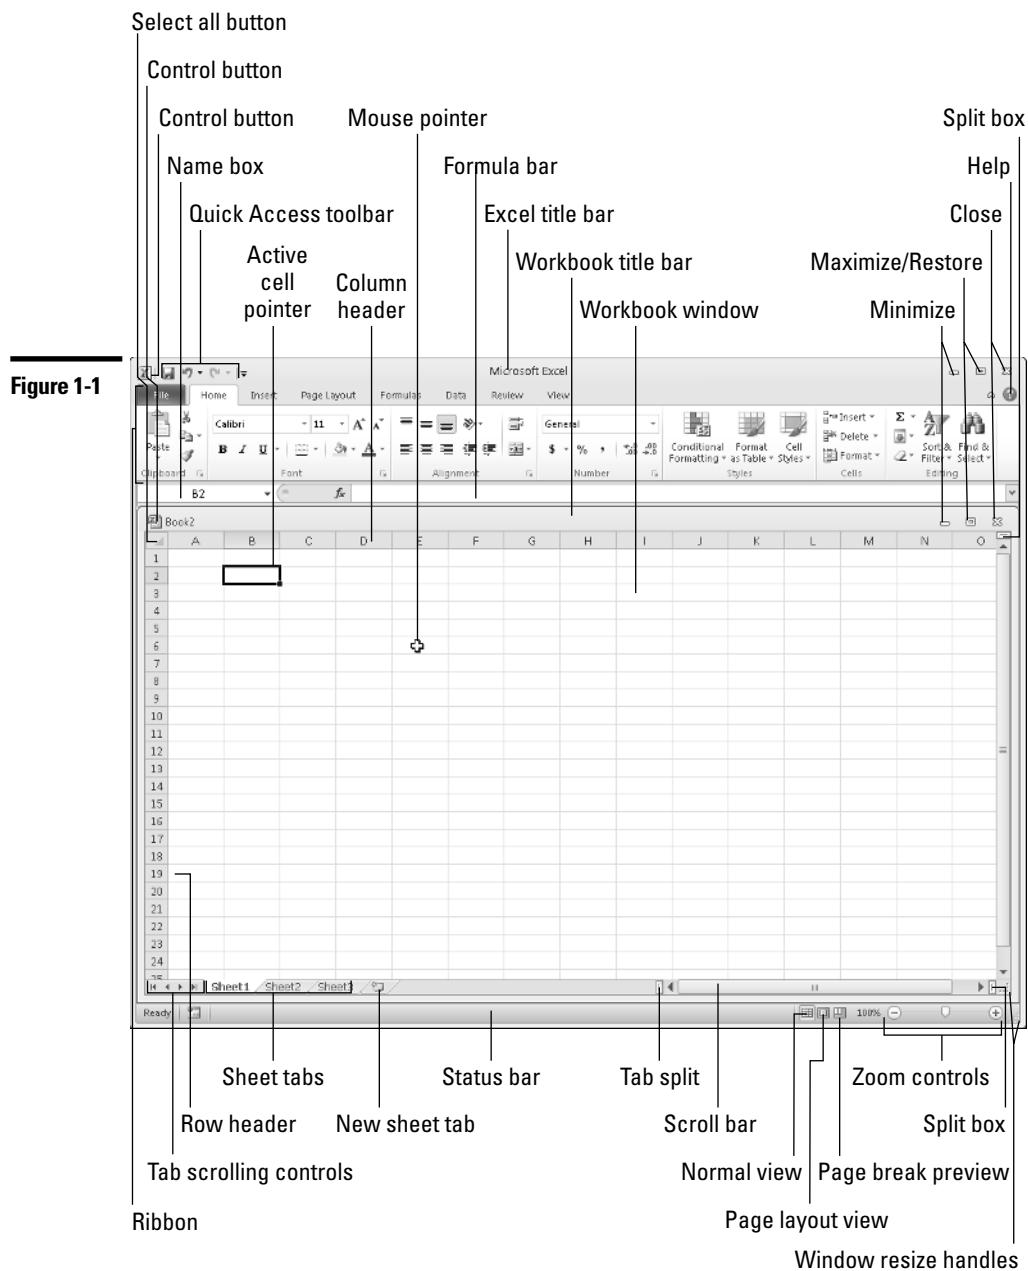 Select all button
Control button
Control button
Mouse pointer
Split box
Name box
Formula bar
Help
Quick Access toolbar
Excel title bar
Close
Active
cell
pointer
Column
header
Workbook title bar
Maximize/Restore
Workbook window
Minimize
Figure 1-1
Microsoft Excel
File Home Insert Page Layout Formulas Data Review View
Paste
Calibri 11
B I U
General
$ % ,
Conditional
Formatting
Format
as Table
Cell
Styles
Insert
Delete
Format
Σ
Sort &
Filter
Find &
Select
Clipboard Font Alignment Number Styles Cells Editing
B2 fx
Book2
A B C D E F G H I J K L M N O
1
2
3
4
5
6
7
8
9
10
11
12
13
14
15
16
17
18
19
20
21
22
23
24
25
Sheet1 Sheet2 Sheet3
Ready 100%
Sheet tabs
Status bar
Tab split
Zoom controls
Row header
New sheet tab
Scroll bar
Split box
Tab scrolling controls
Normal view
Page break preview
Ribbon
Page layout view
Window resize handles